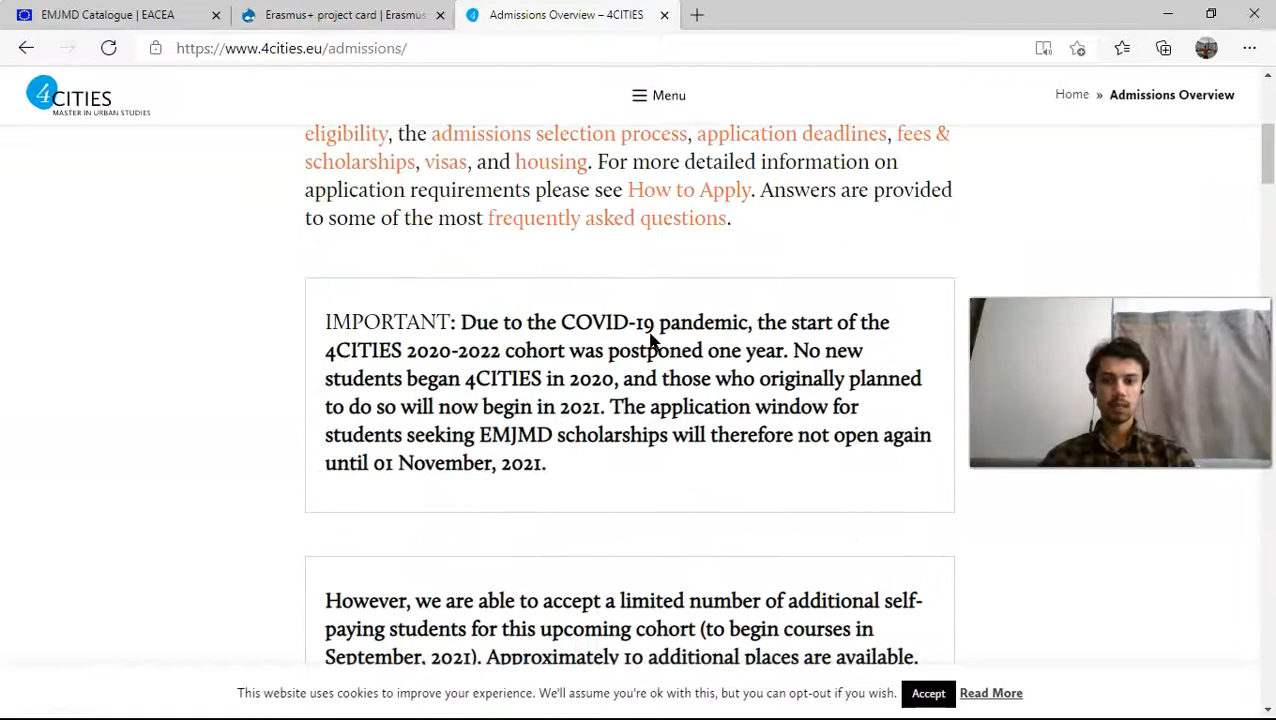 EMJMD Catalogue | EACEA
Erasmus+ project card | Erasmus
Admissions Overview – 4CITIES
https://www.4cities.eu/admissions/
4CITIES
MASTER IN URBAN STUDIES
Menu
Home » Admissions Overview
eligibility, the admissions selection process, application deadlines, fees &
scholarships, visas, and housing. For more detailed information on
application requirements please see How to Apply. Answers are provided
to some of the most frequently asked questions.
IMPORTANT: Due to the COVID-19 pandemic, the start of the
4CITIES 2020-2022 cohort was postponed one year. No new
students began 4CITIES in 2020, and those who originally planned
to do so will now begin in 2021. The application window for
students seeking EMJMD scholarships will therefore not open again
until 01 November, 2021.
However, we are able to accept a limited number of additional self-
paying students for this upcoming cohort (to begin courses in
September, 2021). Approximately 10 additional places are available.
This website uses cookies to improve your experience. We'll assume you're ok with this, but you can opt-out if you wish. Accept Read More